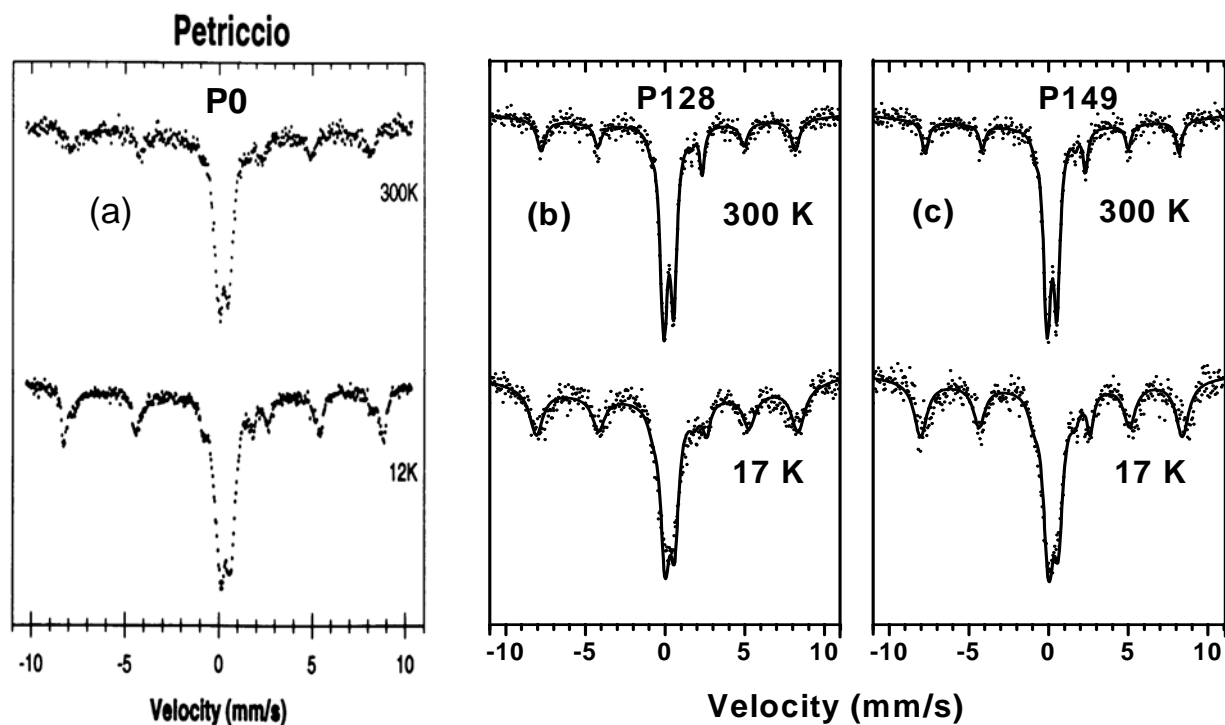 Petriccio
P0
(a)
300K
12K
-10 -5 0 5 10
Velocity (mm/s)
P128
(b)
300 K
17 K
-10 -5 0 5 10
P149
(c)
300 K
17 K
-10 -5 0 5 10
Velocity (mm/s)